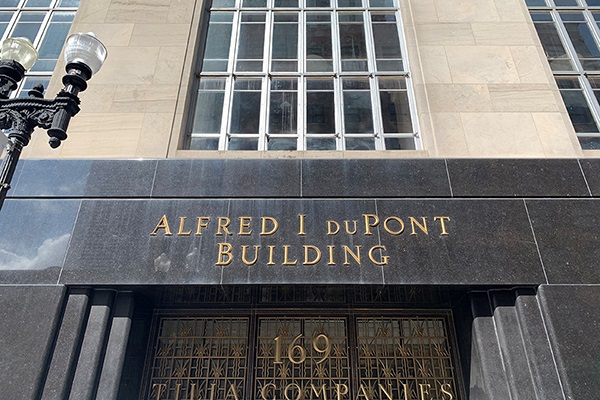 ALFRED I DUPONT
BUILDING
169
TILIA COMPANIES